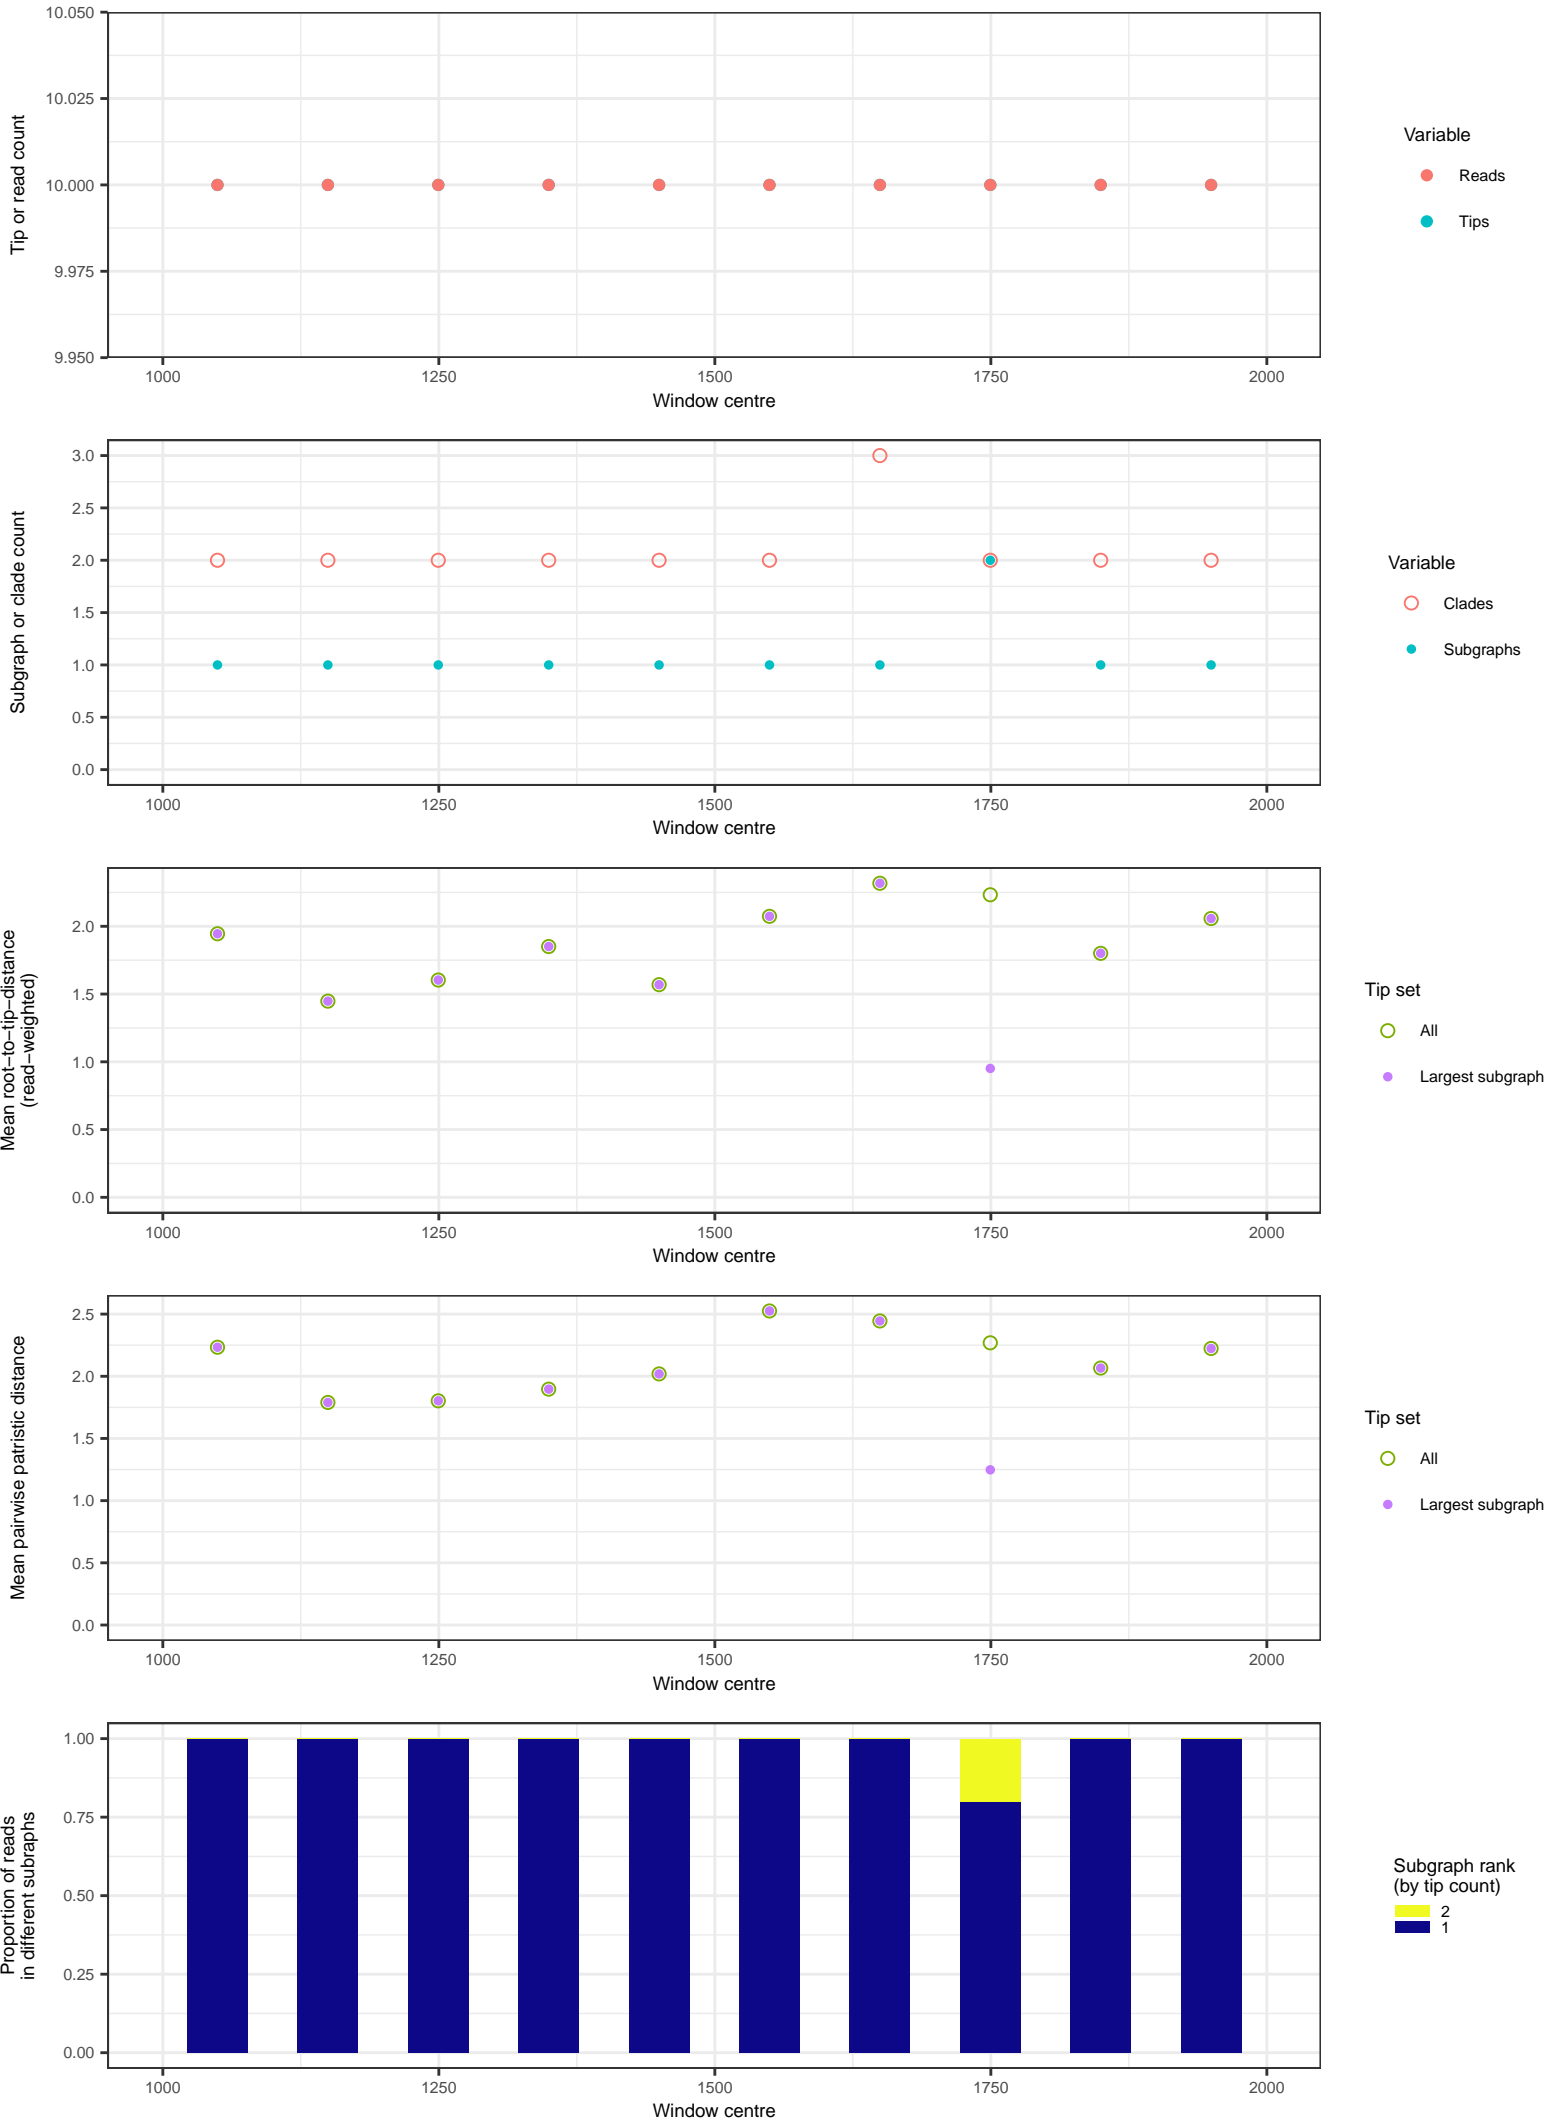 Tip or read count
10.050
10.025
10.000
9.975
9.950
1000 1250 1500 1750 2000
Window centre
Variable
Reads
Tips
Subgraph or clade count
3.0
2.5
2.0
1.5
1.0
0.5
0.0
1000 1250 1500 1750 2000
Window centre
Variable
Clades
Subgraphs
Mean root−to−tip−distance
(read−weighted)
2.0
1.5
1.0
0.5
0.0
1000 1250 1500 1750 2000
Window centre
Tip set
All
Largest subgraph
Mean pairwise patristic distance
2.5
2.0
1.5
1.0
0.5
0.0
1000 1250 1500 1750 2000
Window centre
Tip set
All
Largest subgraph
Proportion of reads
in different subraphs
1.00
0.75
0.50
0.25
0.00
1000 1250 1500 1750 2000
Window centre
Subgraph rank
(by tip count)
2
1